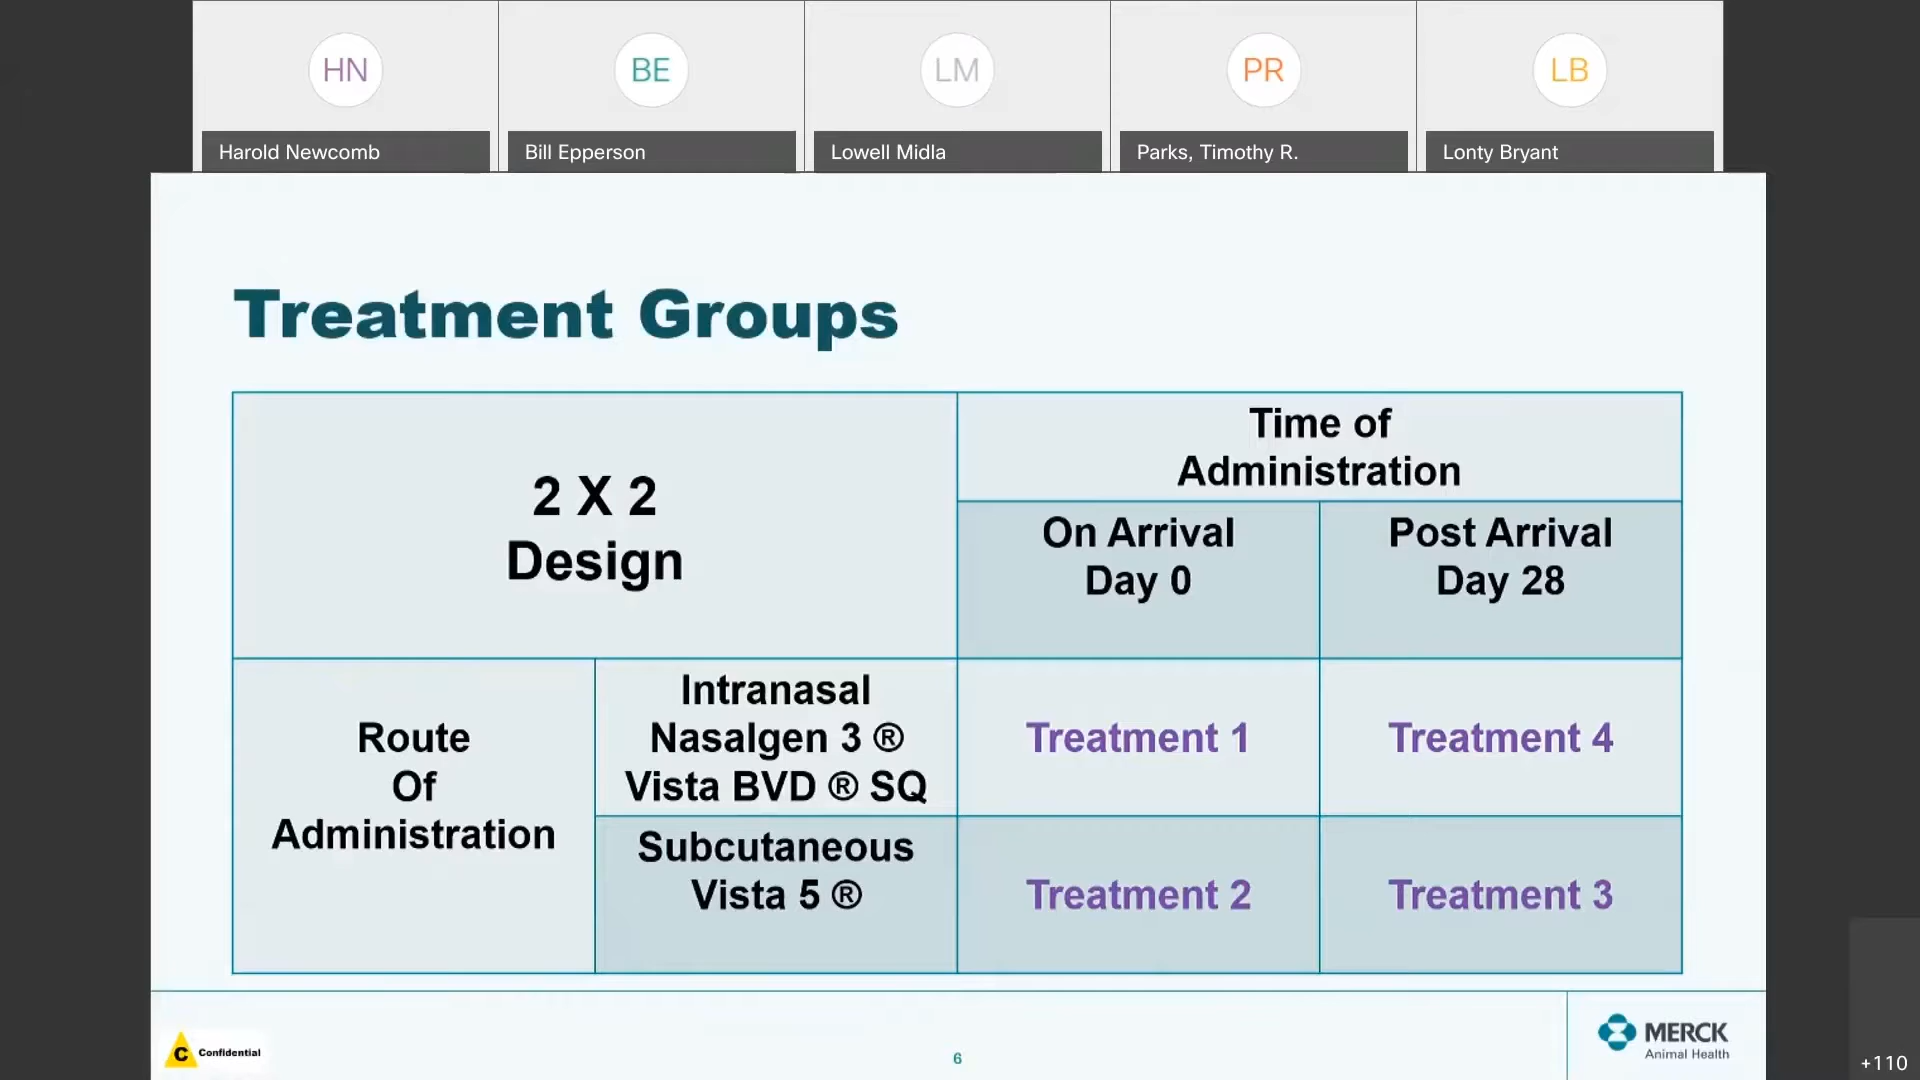 HN
BE
LM
PR
LB
Harold Newcomb
Bill Epperson
Lowell Midla
Parks, Timothy R.
Lonty Bryant
Treatment Groups
2 X 2
Design
Time of
Administration
On Arrival
Day 0
Post Arrival
Day 28
Route
Of
Administration
Intranasal
Nasalgen 3 ®
Vista BVD ® SQ
Treatment 1
Treatment 4
Subcutaneous
Vista 5 ®
Treatment 2
Treatment 3
C
Confidential
6
MERCK
Animal Health
+110